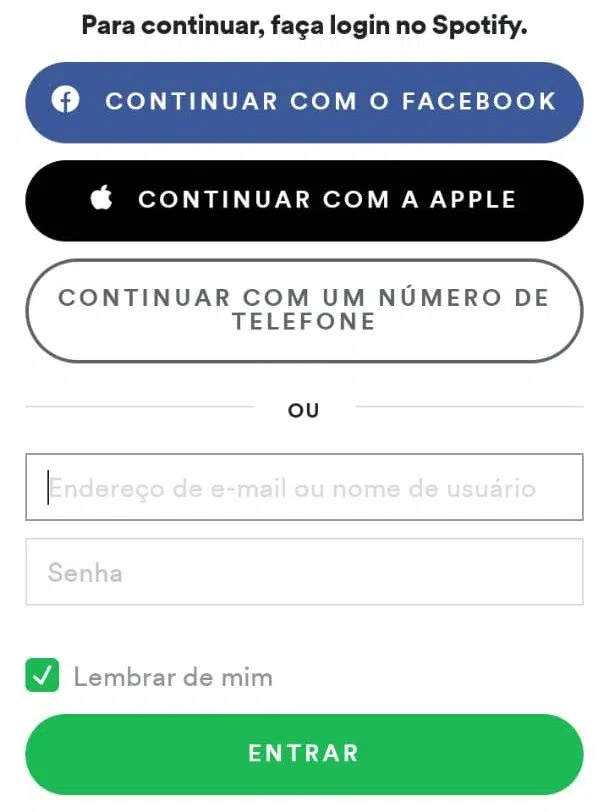 Para continuar, faça login no Spotify.
CONTINUAR COM O FACEBOOK
CONTINUAR COM A APPLE
CONTINUAR COM UM NÚMERO DE
TELEFONE
OU
Endereço de e-mail ou nome de usuário
Senha
Lembrar de mim
ENTRAR